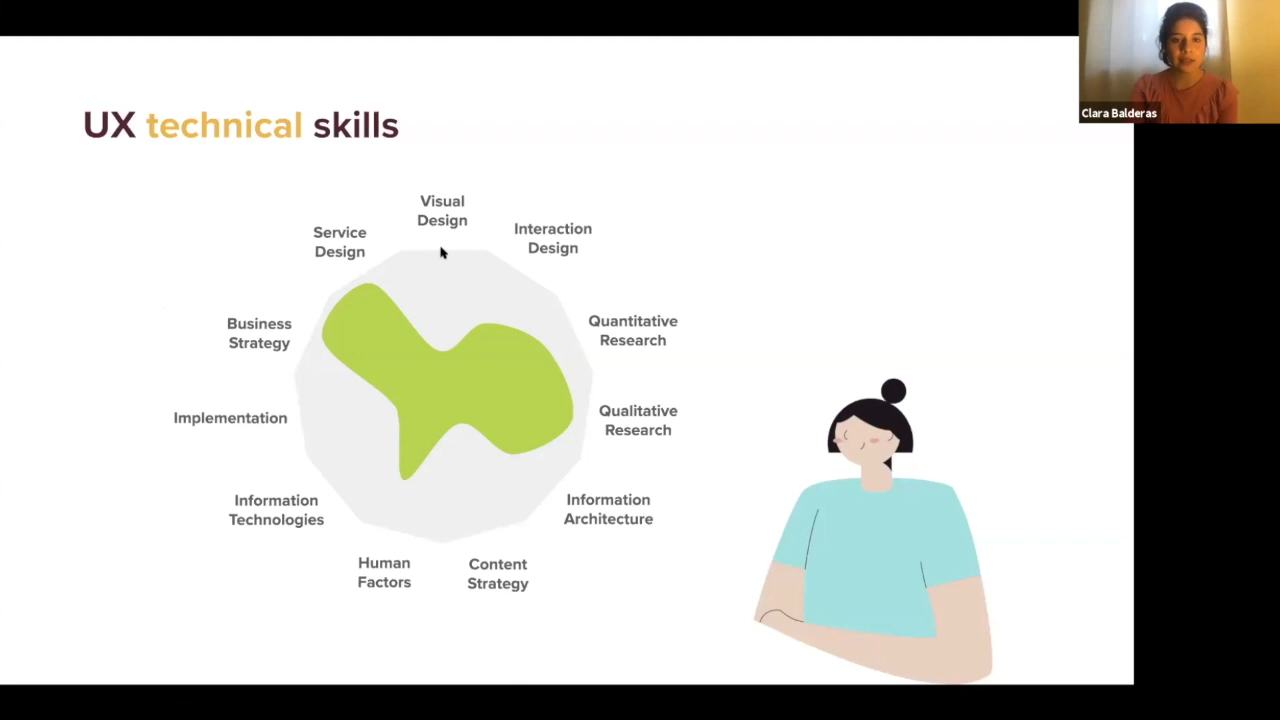 Clara Balderas
UX technical skills
Visual
Design
Interaction
Design
Service
Design
Quantitative
Research
Business
Strategy
Qualitative
Research
Implementation
Information
Architecture
Information
Technologies
Human
Factors
Content
Strategy